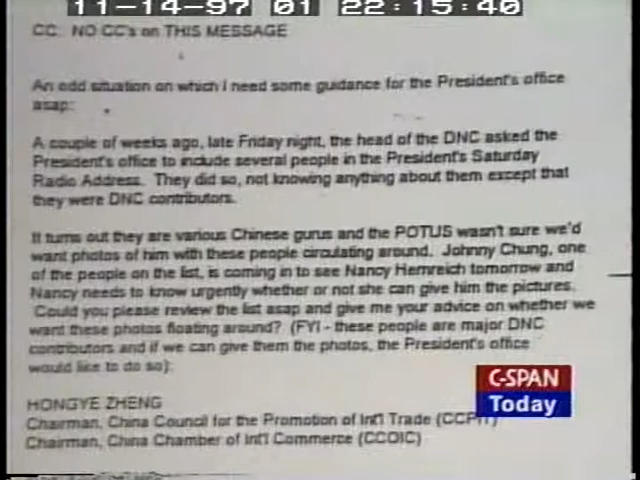 11-14-97 01 22:15:40
CC: NO CC's on THIS MESSAGE
An odd situation on which I need some guidance for the President's office
asap:
A couple of weeks ago, late Friday night, the head of the DNC asked the
President's office to include several people in the President's Saturday
Radio Address. They did so, not knowing anything about them except that
they were DNC contributors.
It turns out they are various Chinese gurus and the POTUS wasn't sure we'd
want photos of him with these people circulating around. Johnny Chung, one
of the people on the list, is coming in to see Nancy Hernreich tomorrow and
Nancy needs to know urgently whether or not she can give him the pictures.
Could you please review the list asap and give me your advice on whether we
want these photos floating around? (FYI - these people are major DNC
contributors and if we can give them the photos, the President's office
would like to do so):
HONGYE ZHENG
Chairman, China Council for the Promotion of Int'l Trade (CCPIT)
Chairman, China Chamber of Int'l Commerce (CCOIC)
C-SPAN
Today